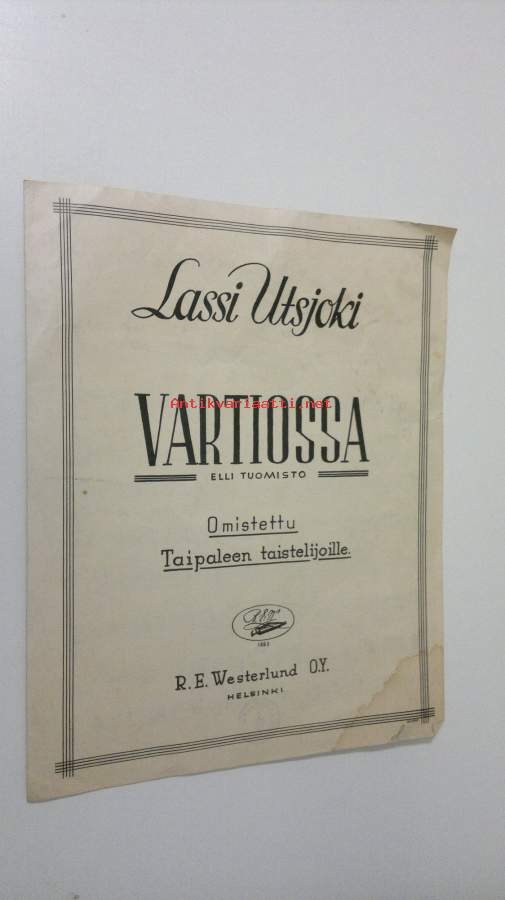 Lassi Utsjoki
Antikvariaatti.net
VARTIOSSA
ELLI TUOMISTO
Omistettu
Taipaleen taistelijoille.
R.E.W.
R. E. Westerlund O.Y.
HELSINKI